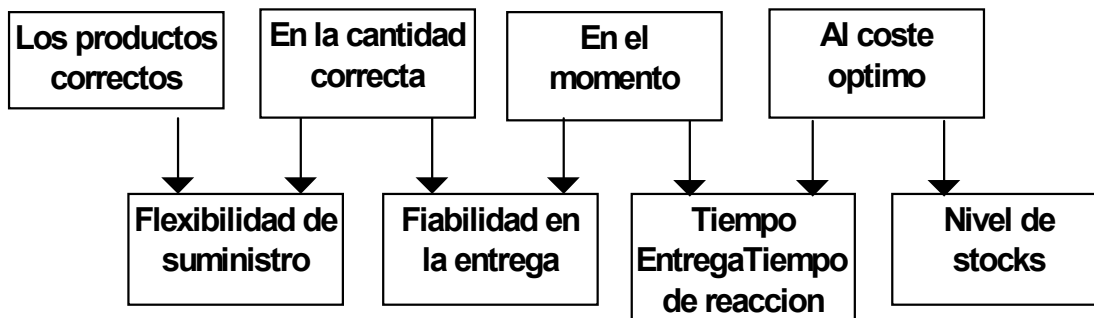 Los productos
correctos
En la cantidad
correcta
En el
momento
Al coste
optimo
Flexibilidad de
suministro
Fiabilidad en
la entrega
Tiempo
EntregaTiempo
de reaccion
Nivel de
stocks